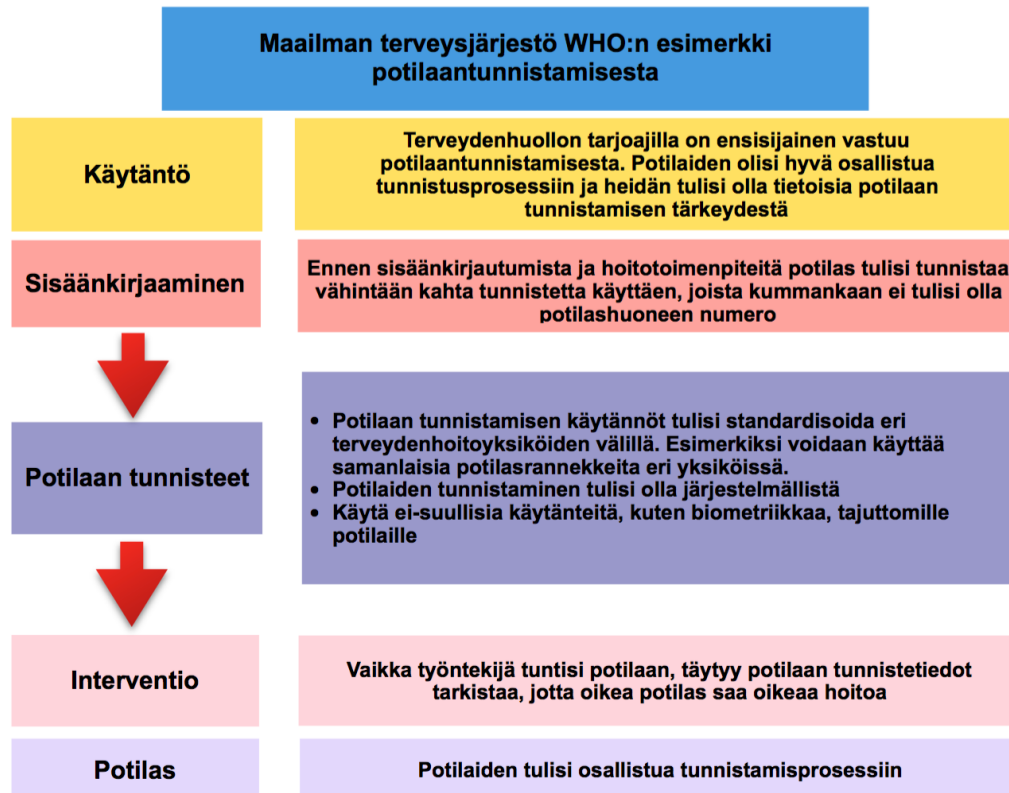 Maailman terveysjärjestö WHO:n esimerkki
potilaantunnistamisesta
Käytäntö
Terveydenhuollon tarjoajilla on ensisijainen vastuu
potilaantunnistamisesta. Potilaiden olisi hyvä osallistua
tunnistusprosessiin ja heidän tulisi olla tietoisia potilaan
tunnistamisen tärkeydestä
Sisäänkirjaaminen
Ennen sisäänkirjautumista ja hoitotoimenpiteitä potilas tulisi tunnistaa
vähintään kahta tunnistetta käyttäen, joista kummankaan ei tulisi olla
potilashuoneen numero
Potilaan tunnisteet
• Potilaan tunnistamisen käytännöt tulisi standardisoida eri
terveydenhoitoyksiköiden välillä. Esimerkiksi voidaan käyttää
samanlaisia potilasrannekkeita eri yksiköissä.
• Potilaiden tunnistaminen tulisi olla järjestelmällistä
• Käytä ei-suullisia käytänteitä, kuten biometriikkaa, tajuttomille
potilaille
Interventio
Vaikka työntekijä tuntisi potilaan, täytyy potilaan tunnistetiedot
tarkistaa, jotta oikea potilas saa oikeaa hoitoa
Potilas
Potilaiden tulisi osallistua tunnistamisprosessiin